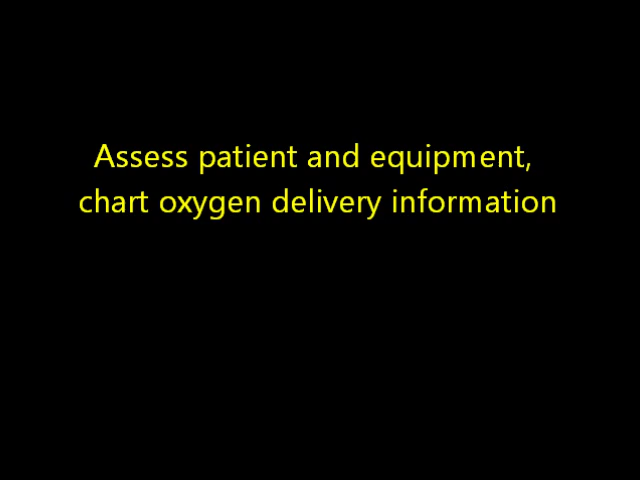 Assess patient and equipment,
chart oxygen delivery information